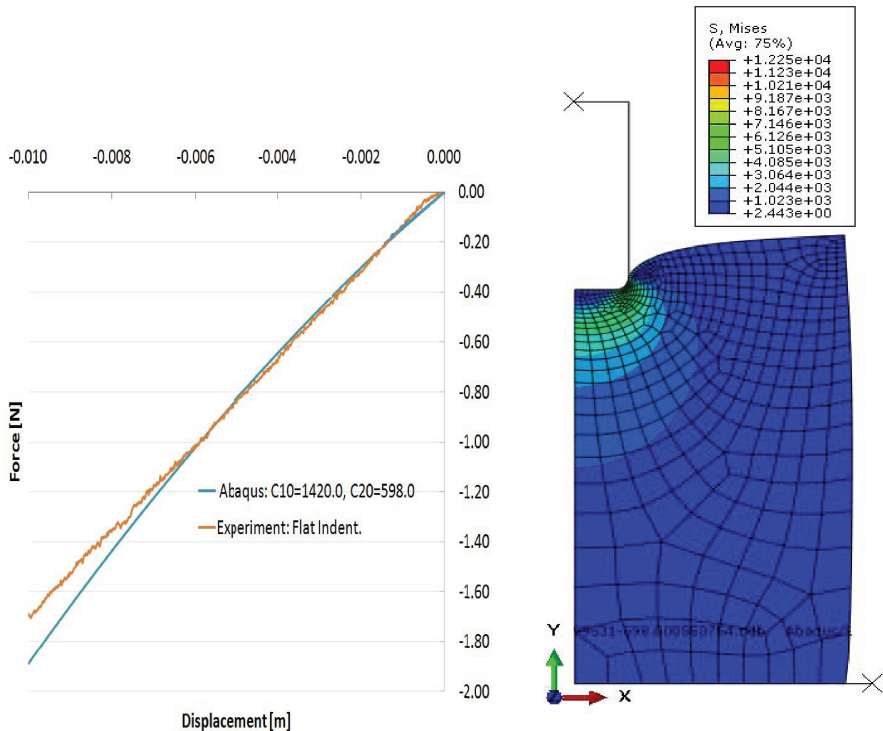 -0.010 -0.008 -0.006 -0.004 -0.002 0.000
0.00
-0.20
-0.40
-0.60
-0.80
-1.00
-1.20
-1.40
-1.60
-1.80
-2.00
Force [N]
Abaqus: C10=1420.0, C20=598.0
Experiment: Flat Indent.
Displacement [m]
S, Mises
(Avg: 75%)
+1.225e+04
+1.123e+04
+1.021e+04
+9.187e+03
+8.167e+03
+7.146e+03
+6.126e+03
+5.105e+03
+4.085e+03
+3.064e+03
+2.044e+03
+1.023e+03
+2.443e+00
Y
X